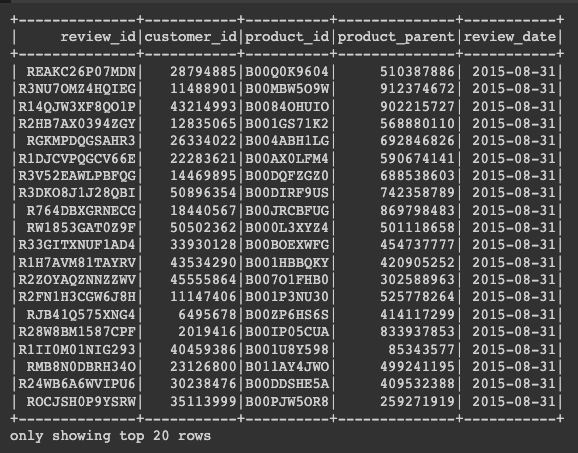 +--------------+-----------+----------+--------------+-----------+
|     review_id|customer_id|product_id|product_parent|review_date|
+--------------+-----------+----------+--------------+-----------+
| REAKC26P07MDN|   28794885|B00Q0K9604|     510387886| 2015-08-31|
|R3NU7OMZ4HQIEG|   11488901|B00MBW5O9W|     912374672| 2015-08-31|
|R14QJW3XF8QO1P|   43214993|B0084OHUIO|     902215727| 2015-08-31|
|R2HB7AX0394ZGY|   12835065|B001GS71K2|     568880110| 2015-08-31|
| RGKMPDQGSAHR3|   26334022|B004ABH1LG|     692846826| 2015-08-31|
|R1DJCVPQGCV66E|   22283621|B00AX0LFM4|     590674141| 2015-08-31|
|R3V52EAWLPBFQG|   14469895|B00DQFZGZ0|     688538603| 2015-08-31|
|R3DKO8J1J28QBI|   50896354|B00DIRF9US|     742358789| 2015-08-31|
| R764DBXGRNECG|   18440567|B00JRCBFUG|     869798483| 2015-08-31|
| RW1853GAT0Z9F|   50502362|B000L3XYZ4|     501118658| 2015-08-31|
|R33GITXNUF1AD4|   33930128|B00BOEXWFG|     454737777| 2015-08-31|
|R1H7AVM81TAYRV|   43534290|B001HBBQKY|     420905252| 2015-08-31|
|R2ZOYAQZNNZZWV|   45555864|B007O1FHB0|     302588963| 2015-08-31|
|R2FN1H3CGW6J8H|   11147406|B001P3NU30|     525778264| 2015-08-31|
| RJB41Q575XNG4|    6495678|B00ZP6HS6S|     414117299| 2015-08-31|
|R28W8BM1587CPF|    2019416|B00IP05CUA|     833937853| 2015-08-31|
|R1II0M01NIG293|   40459386|B001U8Y598|      85343577| 2015-08-31|
| RMB8N0DBRH34O|   23126800|B011AY4JWO|     499241195| 2015-08-31|
|R24WB6A6WVIPU6|   30238476|B00DDSHE5A|     409532388| 2015-08-31|
| ROCJSH0P9YSRW|   35113999|B00PJW5OR8|     259271919| 2015-08-31|
+--------------+-----------+----------+--------------+-----------+
only showing top 20 rows